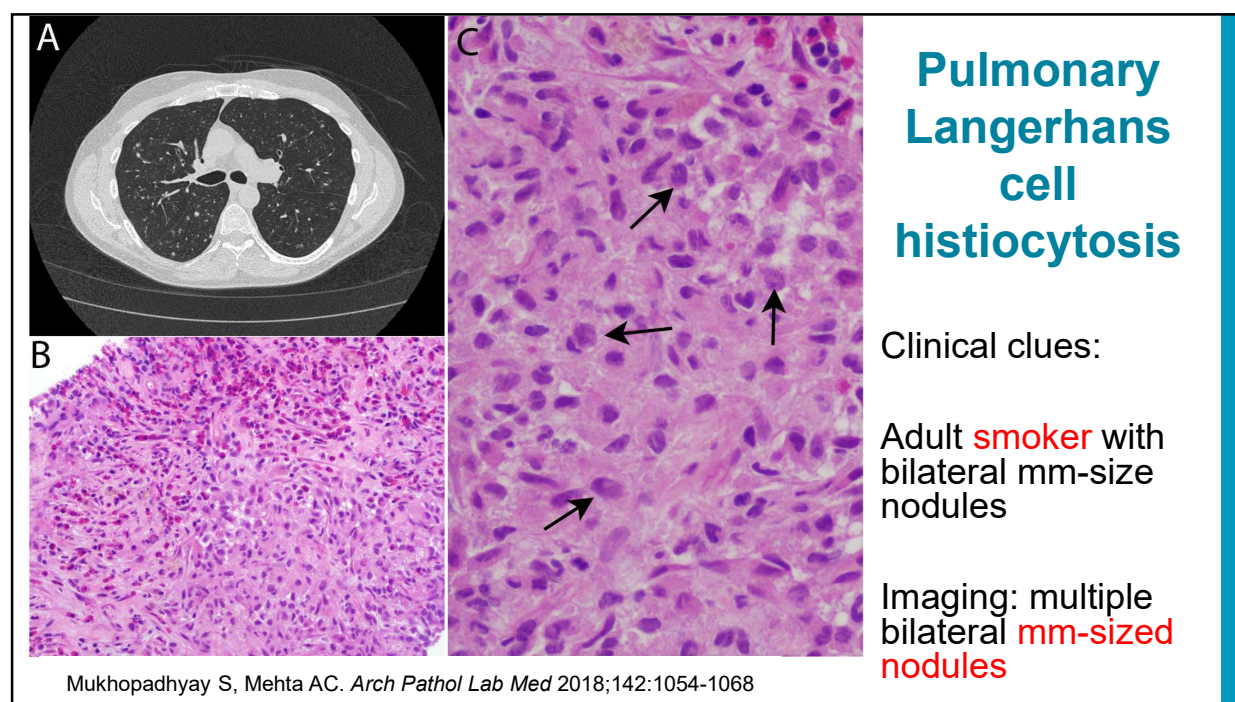 A
B
C
Pulmonary
Langerhans
cell
histiocytosis
Clinical clues:
Adult smoker with
bilateral mm-size
nodules
Imaging: multiple
bilateral mm-sized
nodules
Mukhopadhyay S, Mehta AC. Arch Pathol Lab Med 2018;142:1054-1068